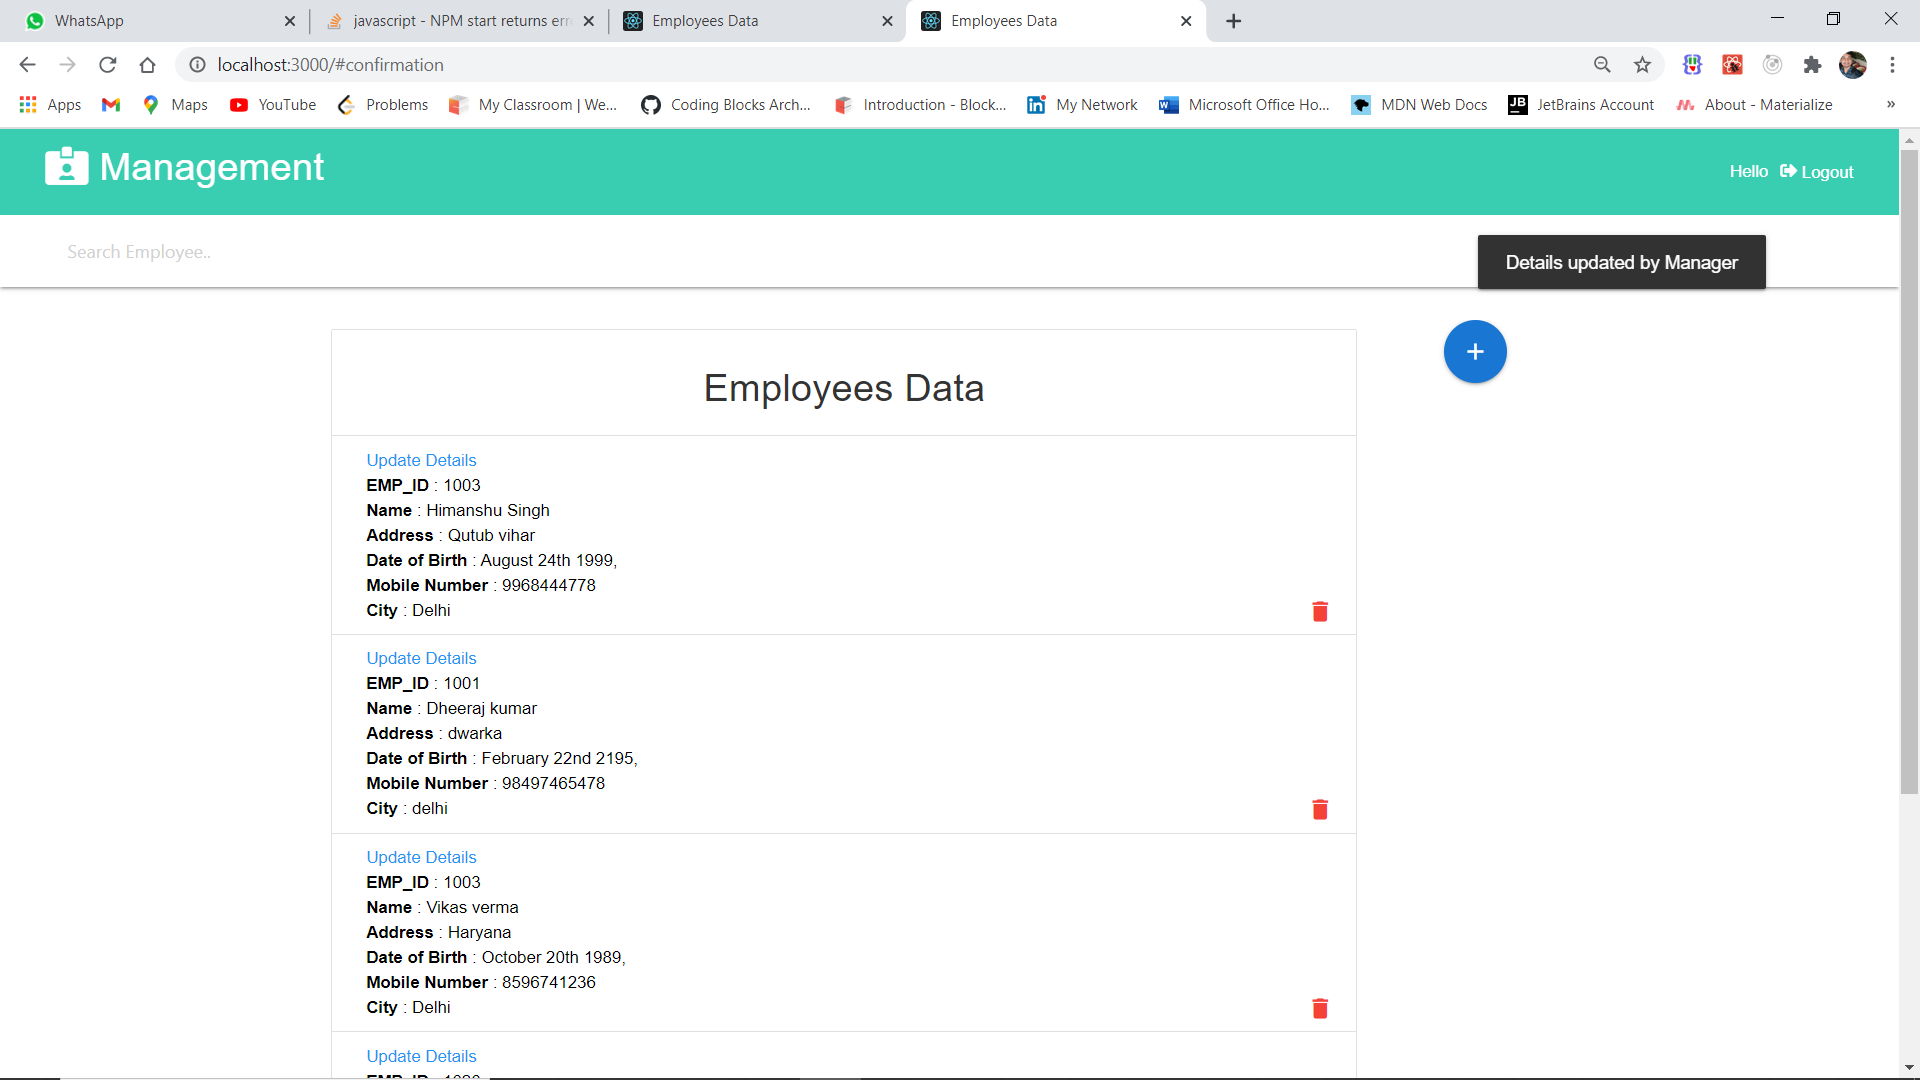 WhatsApp
javascript - NPM start returns err
Employees Data
Employees Data
localhost:3000/#confirmation
Apps
Maps
YouTube
Problems
My Classroom | We...
Coding Blocks Arch...
Introduction - Block...
My Network
Microsoft Office Ho...
JB
MDN Web Docs
JetBrains Account
About - Materialize
»
Management
Hello
Logout
Search Employee..
Details updated by Manager
+
Employees Data
Update Details
EMP_ID : 1003
Name : Himanshu Singh
Address : Qutub vihar
Date of Birth : August 24th 1999,
Mobile Number : 9968444778
City : Delhi
Update Details
EMP_ID : 1001
Name : Dheeraj kumar
Address : dwarka
Date of Birth : February 22nd 2195,
Mobile Number : 98497465478
City : delhi
Update Details
EMP_ID : 1003
Name : Vikas verma
Address : Haryana
Date of Birth : October 20th 1989,
Mobile Number : 8596741236
City : Delhi
Update Details